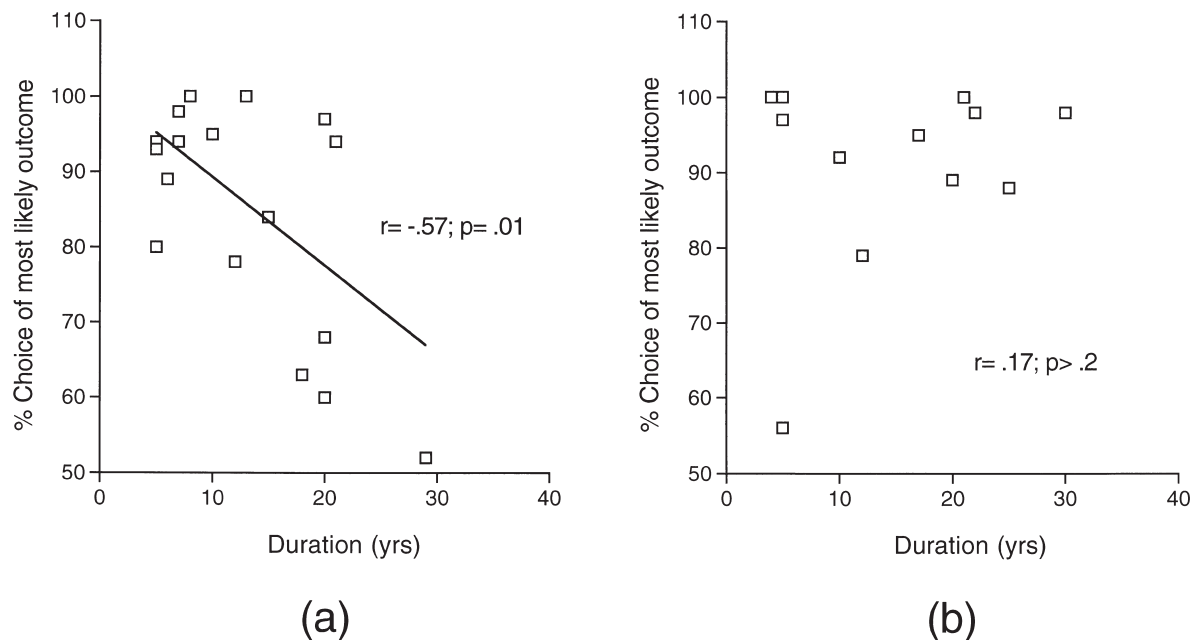 110
100
90
80
70
60
50
% Choice of most likely outcome
r= -.57; p= .01
0 10 20 30 40
Duration (yrs)
(a)
110
100
90
80
70
60
50
% Choice of most likely outcome
r= .17; p> .2
0 10 20 30 40
Duration (yrs)
(b)